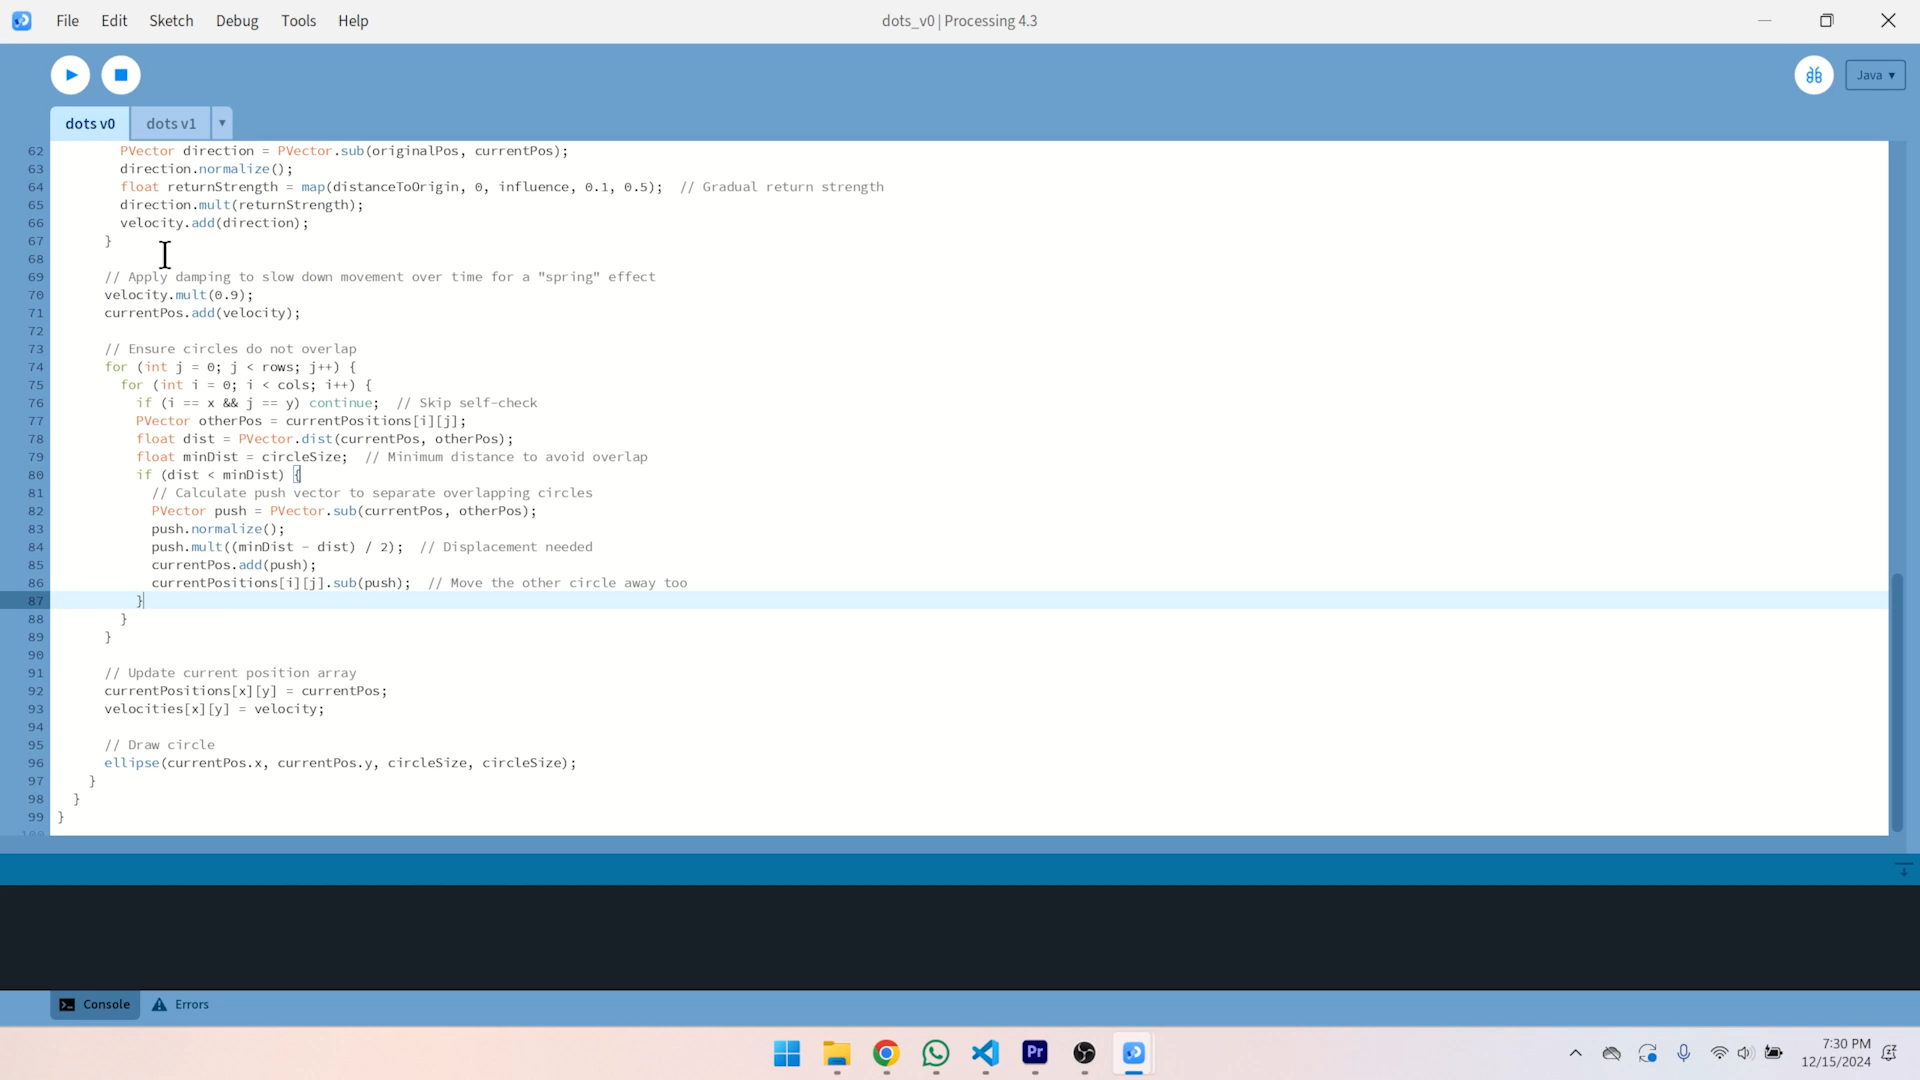 File Edit Sketch Debug Tools Help
dots_v0 | Processing 4.3
Java ▾
dots v0 dots v1 ▾
62 PVector direction = PVector.sub(originalPos, currentPos);
63 direction.normalize();
64 float returnStrength = map(distanceToOrigin, 0, influence, 0.1, 0.5);  // Gradual return strength
65 direction.mult(returnStrength);
66 velocity.add(direction);
67 }
68
69 // Apply damping to slow down movement over time for a "spring" effect
70 velocity.mult(0.9);
71 currentPos.add(velocity);
72
73 // Ensure circles do not overlap
74 for (int j = 0; j < rows; j++) {
75 for (int i = 0; i < cols; i++) {
76 if (i == x && j == y) continue;  // Skip self-check
77 PVector otherPos = currentPositions[i][j];
78 float dist = PVector.dist(currentPos, otherPos);
79 float minDist = circleSize;  // Minimum distance to avoid overlap
80 if (dist < minDist) {
81 // Calculate push vector to separate overlapping circles
82 PVector push = PVector.sub(currentPos, otherPos);
83 push.normalize();
84 push.mult((minDist - dist) / 2);  // Displacement needed
85 currentPos.add(push);
86 currentPositions[i][j].sub(push);  // Move the other circle away too
87 }
88 }
89 }
90
91 // Update current position array
92 currentPositions[x][y] = currentPos;
93 velocities[x][y] = velocity;
94
95 // Draw circle
96 ellipse(currentPos.x, currentPos.y, circleSize, circleSize);
97 }
98 }
99 }
100
Console Errors
Pr
7:30 PM
12/15/2024